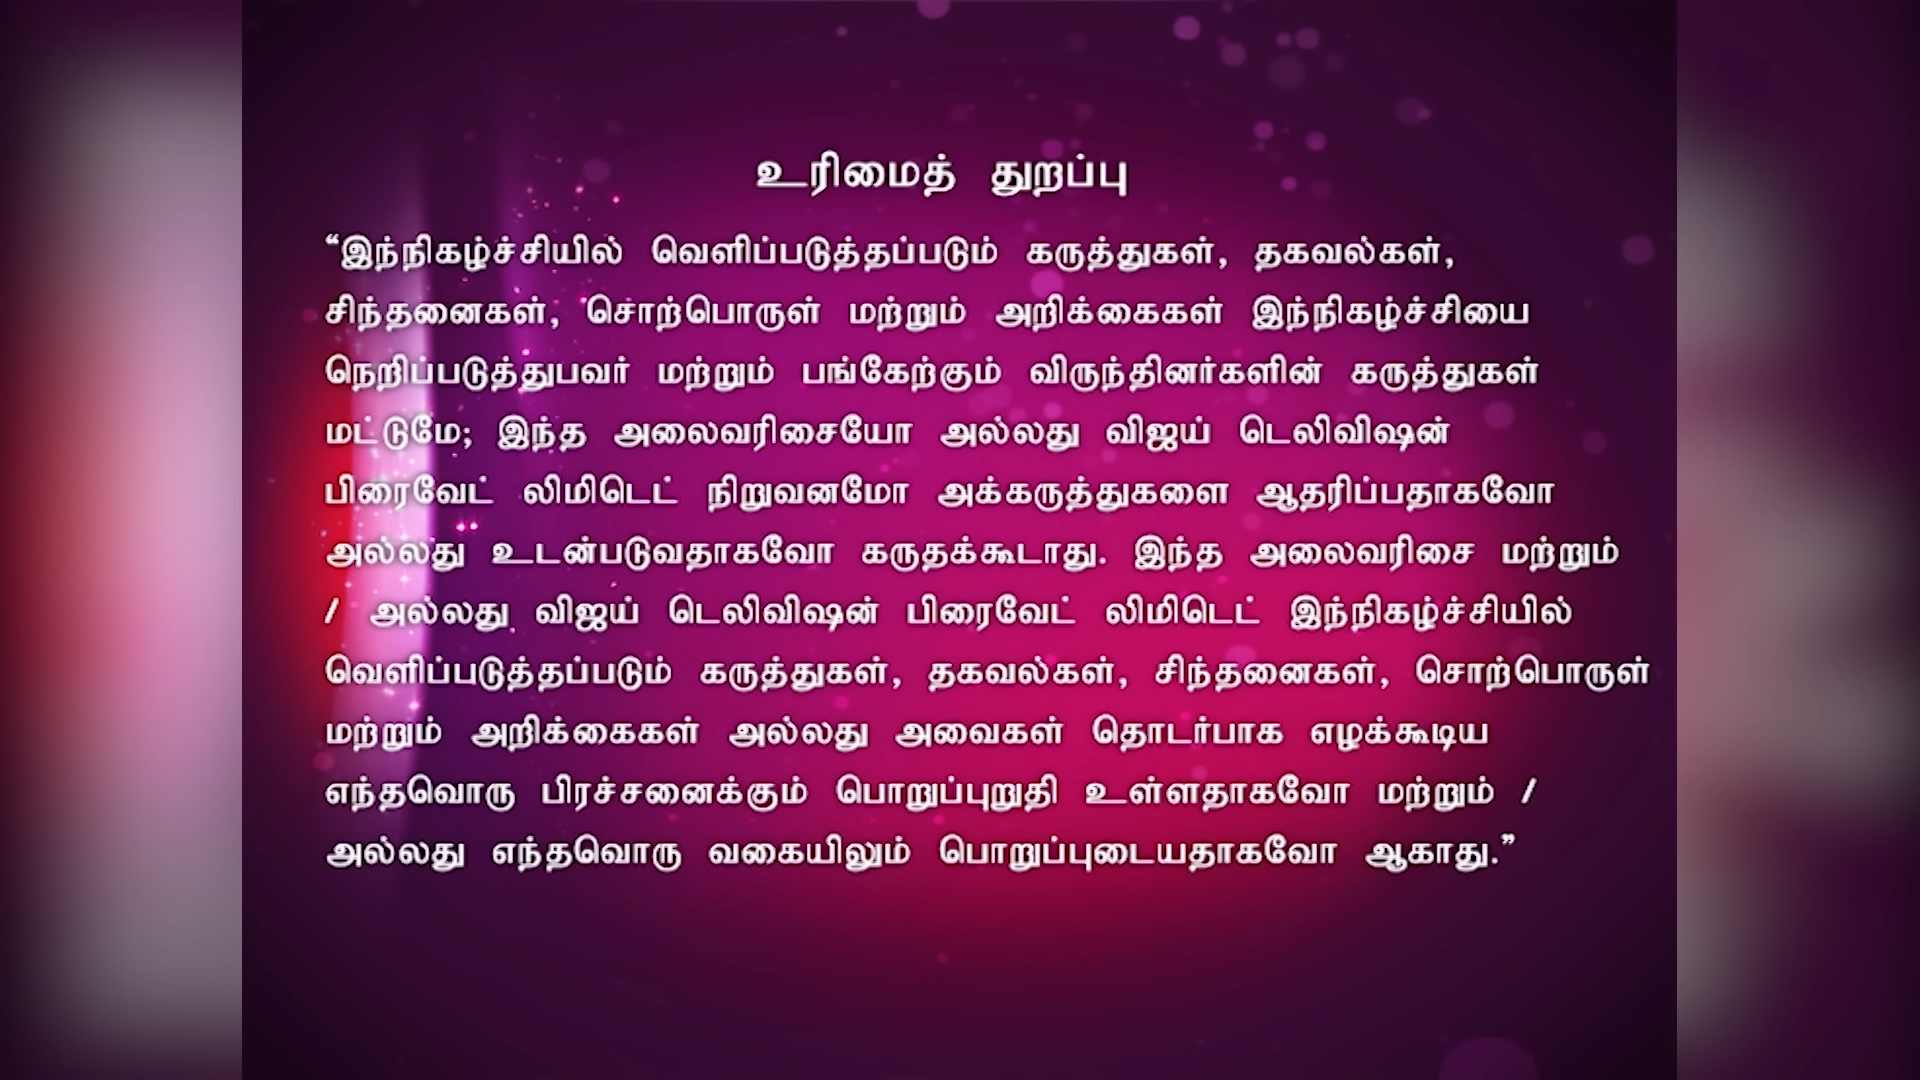 உரிமைத் துறப்பு
“இந்நிகழ்ச்சியில் வெளிப்படுத்தப்படும் கருத்துகள், தகவல்கள்,
சிந்தனைகள், சொற்பொருள் மற்றும் அறிக்கைகள் இந்நிகழ்ச்சியை
நெறிப்படுத்துபவர் மற்றும் பங்கேற்கும் விருந்தினர்களின் கருத்துகள்
மட்டுமே; இந்த அலைவரிசையோ அல்லது விஜய் டெலிவிஷன்
பிரைவேட் லிமிடெட் நிறுவனமோ அக்கருத்துகளை ஆதரிப்பதாகவோ
அல்லது உடன்படுவதாகவோ கருதக்கூடாது. இந்த அலைவரிசை மற்றும்
/ அல்லது விஜய் டெலிவிஷன் பிரைவேட் லிமிடெட் இந்நிகழ்ச்சியில்
வெளிப்படுத்தப்படும் கருத்துகள், தகவல்கள், சிந்தனைகள், சொற்பொருள்
மற்றும் அறிக்கைகள் அல்லது அவைகள் தொடர்பாக எழக்கூடிய
எந்தவொரு பிரச்சனைக்கும் பொறுப்புறுதி உள்ளதாகவோ மற்றும் /
அல்லது எந்தவொரு வகையிலும் பொறுப்புடையதாகவோ ஆகாது.”